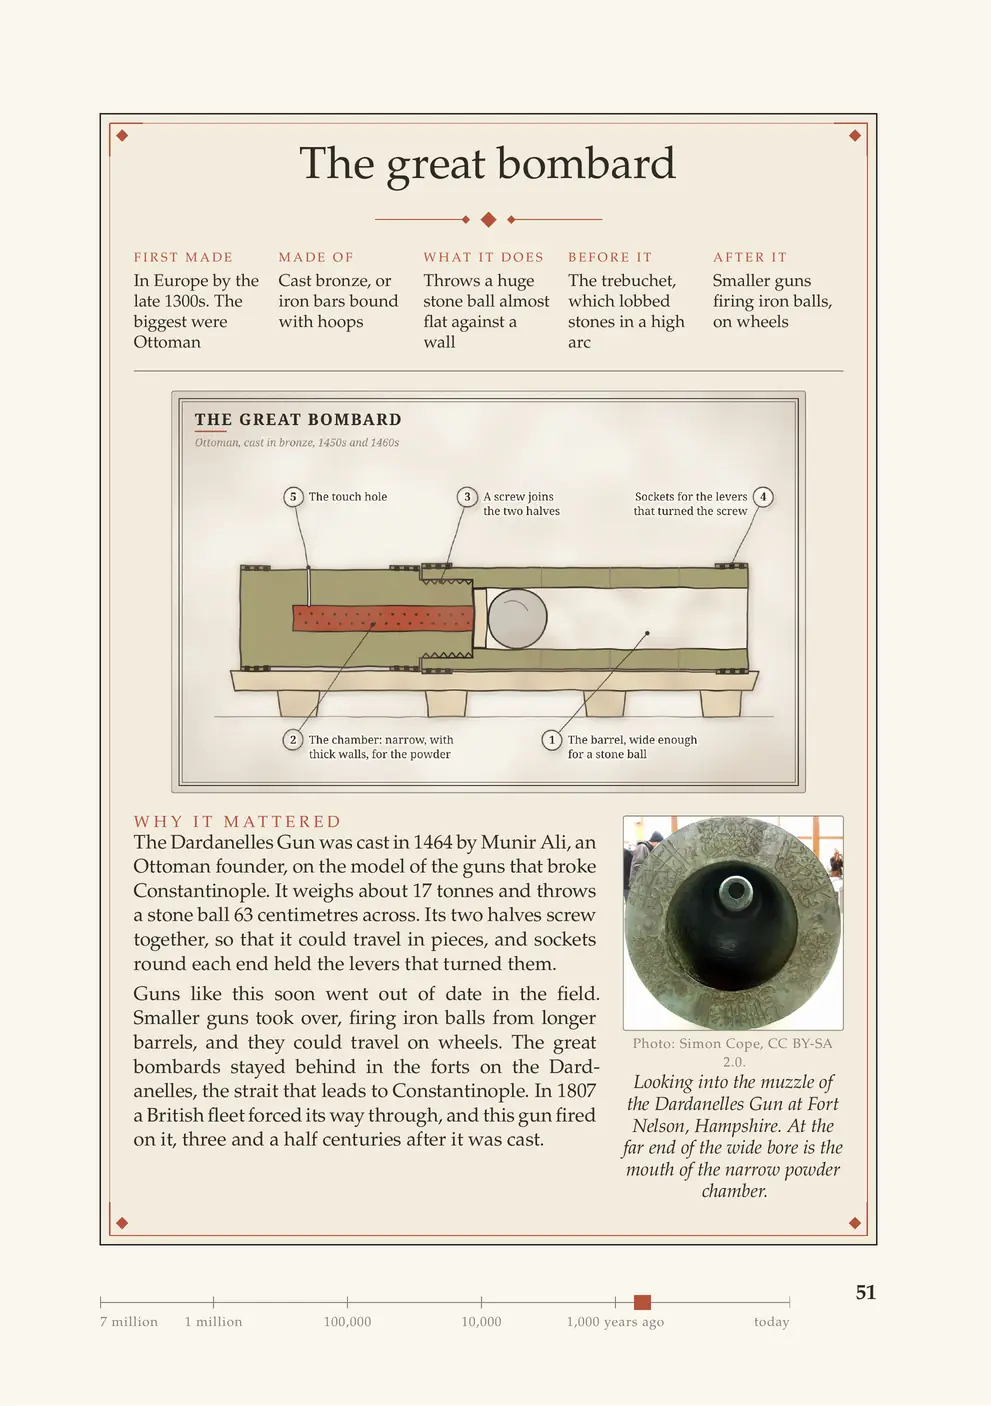 The great bombard
FIRST MADE
In Europe by the
late 1300s. The
biggest were
Ottoman
MADE OF
Cast bronze, or
iron bars bound
with hoops
WHAT IT DOES
Throws a huge
stone ball almost
flat against a
wall
BEFORE IT
The trebuchet,
which lobbed
stones in a high
arc
AFTER IT
Smaller guns
firing iron balls,
on wheels
THE GREAT BOMBARD
Ottoman, cast in bronze, 1450s and 1460s
5 The touch hole
3 A screw joins
the two halves
Sockets for the levers 4
that turned the screw
2 The chamber: narrow, with
thick walls, for the powder
1 The barrel, wide enough
for a stone ball
WHY IT MATTERED
The Dardanelles Gun was cast in 1464 by Munir Ali, an
Ottoman founder, on the model of the guns that broke
Constantinople. It weighs about 17 tonnes and throws
a stone ball 63 centimetres across. Its two halves screw
together, so that it could travel in pieces, and sockets
round each end held the levers that turned them.
Guns like this soon went out of date in the field.
Smaller guns took over, firing iron balls from longer
barrels, and they could travel on wheels. The great
bombards stayed behind in the forts on the Dard-
anelles, the strait that leads to Constantinople. In 1807
a British fleet forced its way through, and this gun fired
on it, three and a half centuries after it was cast.
Photo: Simon Cope, CC BY-SA
2.0.
Looking into the muzzle of
the Dardanelles Gun at Fort
Nelson, Hampshire. At the
far end of the wide bore is the
mouth of the narrow powder
chamber.
51
7 million 1 million 100,000 10,000 1,000 years ago today